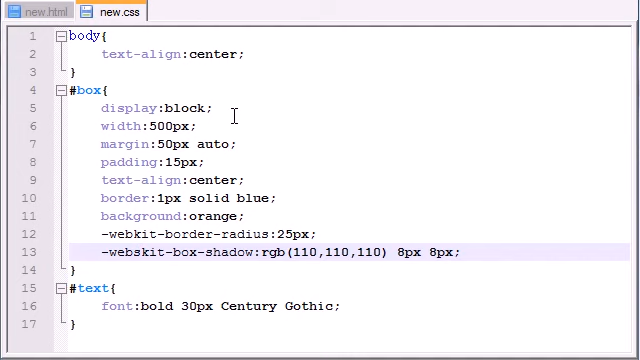 new.html new.css
1 body{
2 text-align:center;
3 }
4 #box{
5 display:block;
6 width:500px;
7 margin:50px auto;
8 padding:15px;
9 text-align:center;
10 border:1px solid blue;
11 background:orange;
12 -webkit-border-radius:25px;
13 -webskit-box-shadow:rgb(110,110,110) 8px 8px;
14 }
15 #text{
16 font:bold 30px Century Gothic;
17 }